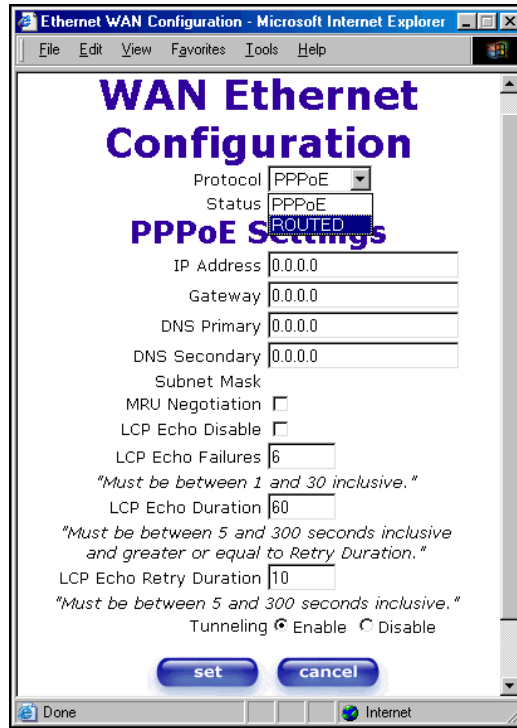 Ethernet WAN Configuration - Microsoft Internet Explorer
File Edit View Favorites Tools Help
WAN Ethernet
Configuration
Protocol PPPoE
Status PPPoE
ROUTED
PPPoE Settings
IP Address 0.0.0.0
Gateway 0.0.0.0
DNS Primary 0.0.0.0
DNS Secondary 0.0.0.0
Subnet Mask
MRU Negotiation
LCP Echo Disable
LCP Echo Failures 6
"Must be between 1 and 30 inclusive."
LCP Echo Duration 60
"Must be between 5 and 300 seconds inclusive
and greater or equal to Retry Duration."
LCP Echo Retry Duration 10
"Must be between 5 and 300 seconds inclusive."
Tunneling Enable Disable
set cancel
Done Internet